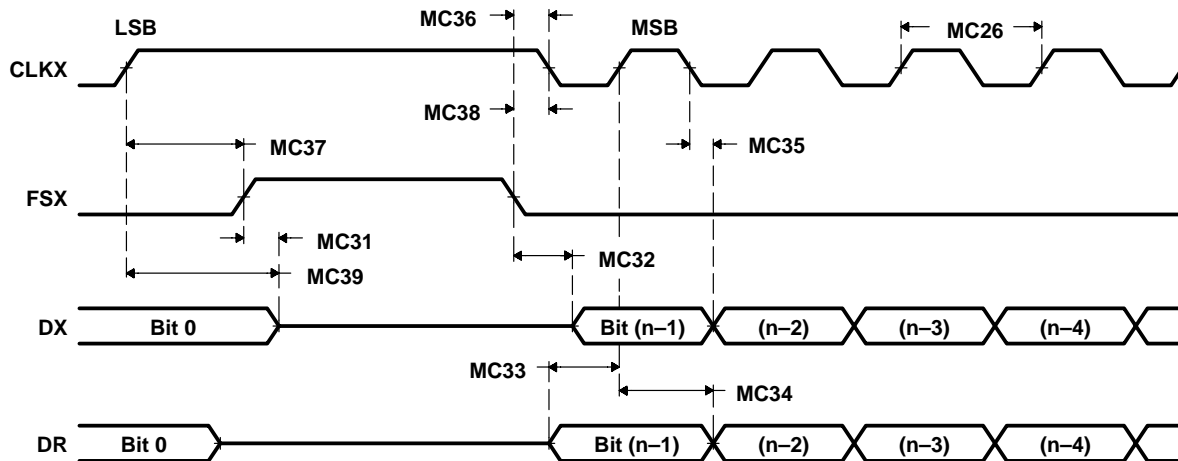 LSB
MC36
MSB
MC26
CLKX
MC38
MC37
MC35
FSX
MC31
MC32
MC39
DX
Bit 0
Bit (n–1)
(n–2)
(n–3)
(n–4)
MC33
MC34
DR
Bit 0
Bit (n–1)
(n–2)
(n–3)
(n–4)